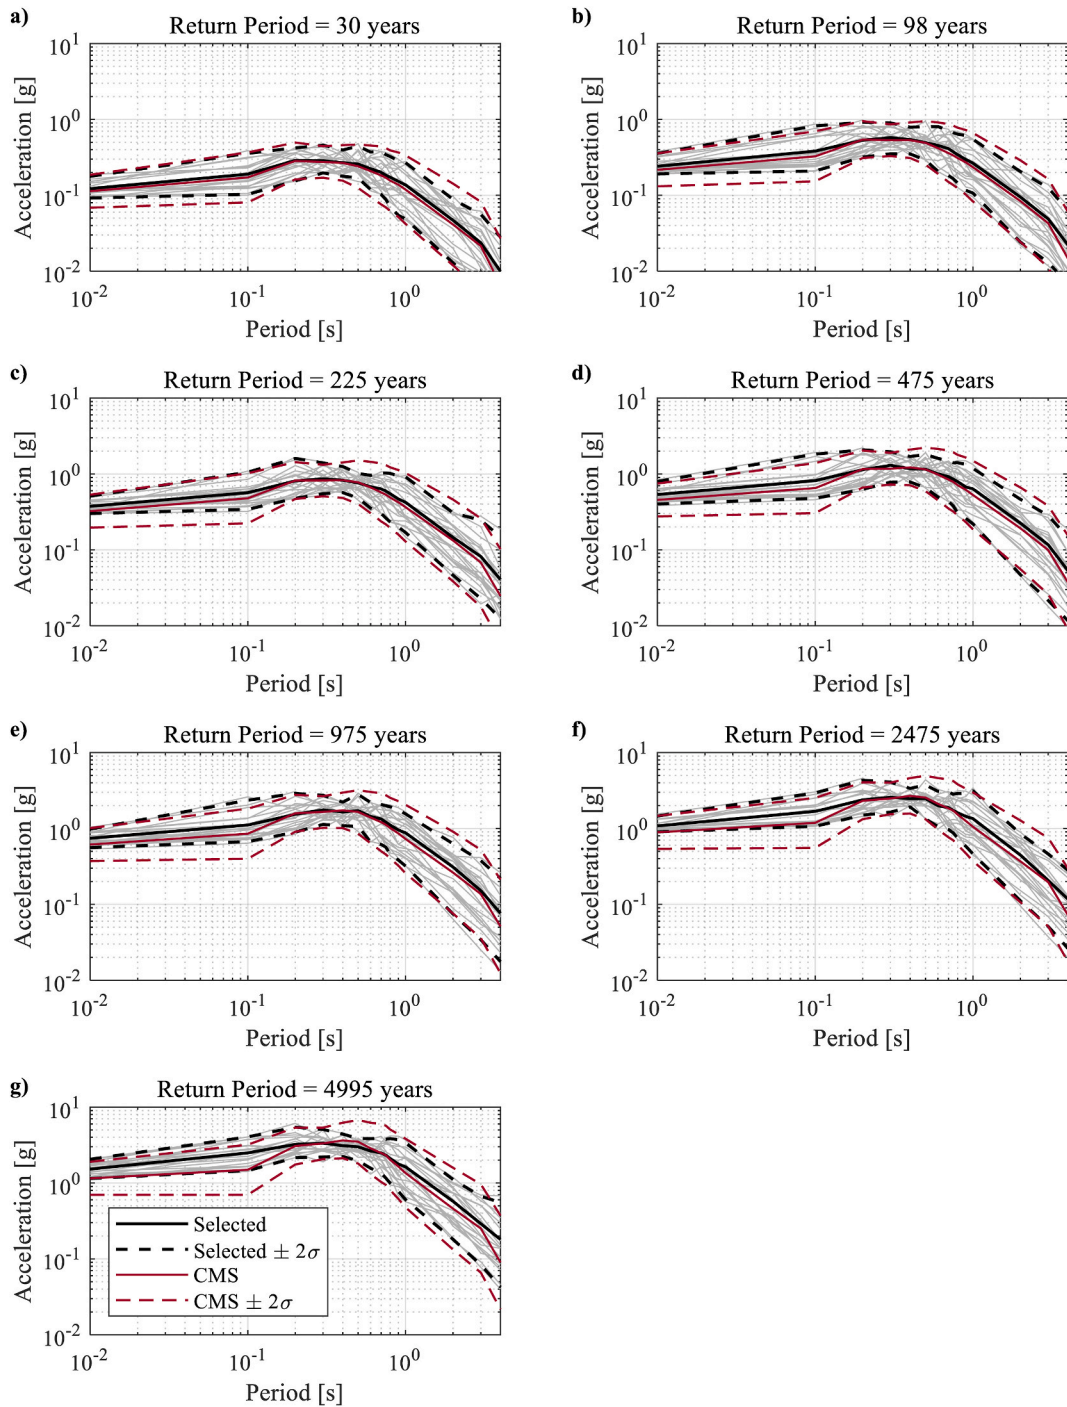 a)
Return Period = 30 years
10^1
10^0
10^-1
10^-2
Acceleration [g]
10^-2
10^-1
10^0
Period [s]
b)
Return Period = 98 years
10^1
10^0
10^-1
10^-2
Acceleration [g]
10^-2
10^-1
10^0
Period [s]
c)
Return Period = 225 years
10^1
10^0
10^-1
10^-2
Acceleration [g]
10^-2
10^-1
10^0
Period [s]
d)
Return Period = 475 years
10^1
10^0
10^-1
10^-2
Acceleration [g]
10^-2
10^-1
10^0
Period [s]
e)
Return Period = 975 years
10^1
10^0
10^-1
10^-2
Acceleration [g]
10^-2
10^-1
10^0
Period [s]
f)
Return Period = 2475 years
10^1
10^0
10^-1
10^-2
Acceleration [g]
10^-2
10^-1
10^0
Period [s]
g)
Return Period = 4995 years
10^1
10^0
10^-1
10^-2
Acceleration [g]
Selected
Selected ± 2σ
CMS
CMS ± 2σ
10^-2
10^-1
10^0
Period [s]